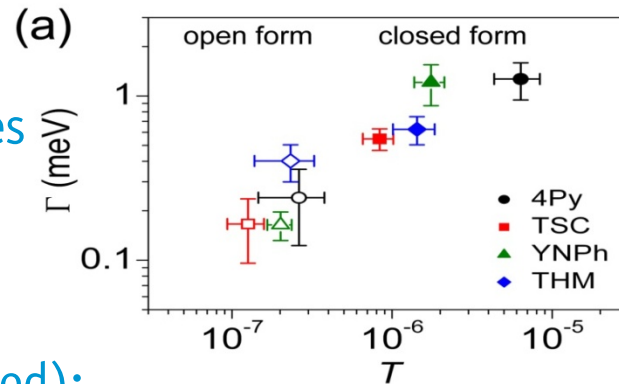 (a)
open form closed form
es
Γ (meV)
1
0.1
4Py
TSC
YNPh
THM
10⁻⁷ 10⁻⁶ 10⁻⁵
T
ed):